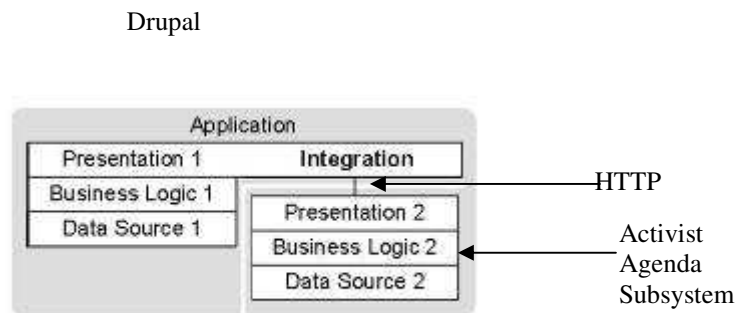 Drupal
Application
Presentation 1 Integration
Business Logic 1
Data Source 1
Presentation 2
Business Logic 2
Data Source 2
HTTP
Activist
Agenda
Subsystem